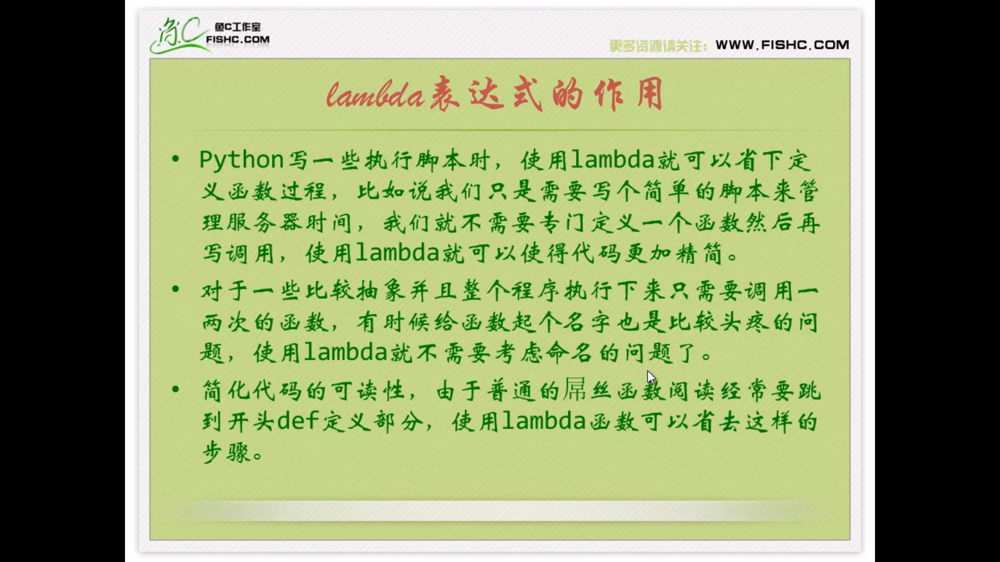 鱼C 鱼C工作室
FISHC.COM
更多资源请关注： WWW.FISHC.COM
lambda表达式的作用
• Python写一些执行脚本时，使用lambda就可以省下定
义函数过程，比如说我们只是需要写个简单的脚本来管
理服务器时间，我们就不需要专门定义一个函数然后再
写调用，使用lambda就可以使得代码更加精简。
• 对于一些比较抽象并且整个程序执行下来只需要调用一
两次的函数，有时候给函数起个名字也是比较头疼的问
题，使用lambda就不需要考虑命名的问题了。
• 简化代码的可读性，由于普通的屌丝函数阅读经常要跳
到开头def定义部分，使用lambda函数可以省去这样的
步骤。